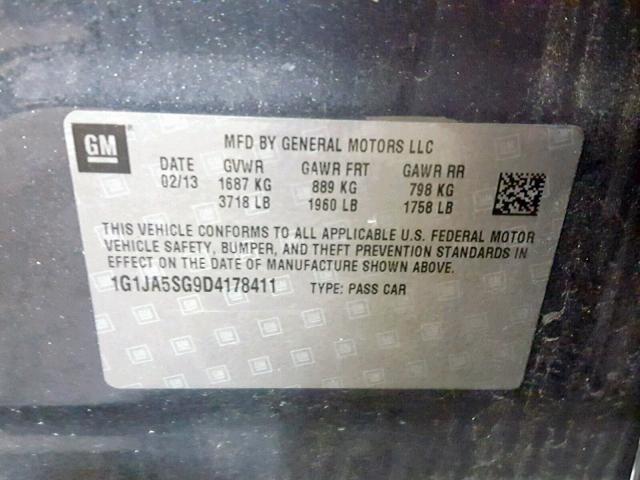 GM
MFD BY GENERAL MOTORS LLC
DATE GVWR GAWR FRT GAWR RR
02/13 1687 KG 889 KG 798 KG
3718 LB 1960 LB 1758 LB
THIS VEHICLE CONFORMS TO ALL APPLICABLE U.S. FEDERAL MOTOR
VEHICLE SAFETY, BUMPER, AND THEFT PREVENTION STANDARDS IN
EFFECT ON THE DATE OF MANUFACTURE SHOWN ABOVE.
1G1JA5SG9D4178411 TYPE: PASS CAR